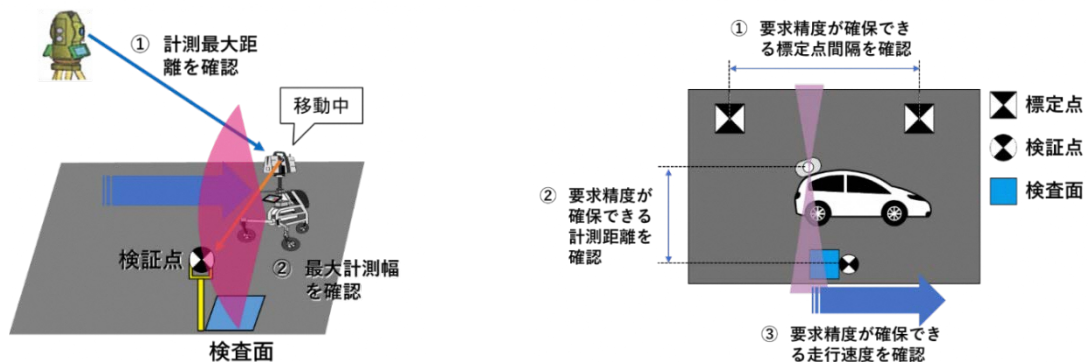 ① 計測最大距
離を確認
移動中
検証点
② 最大計測幅
を確認
検査面
① 要求精度が確保でき
る標定点間隔を確認
標定点
検証点
検査面
② 要求精度が
確保できる
計測距離を
確認
③ 要求精度が確保でき
る走行速度を確認